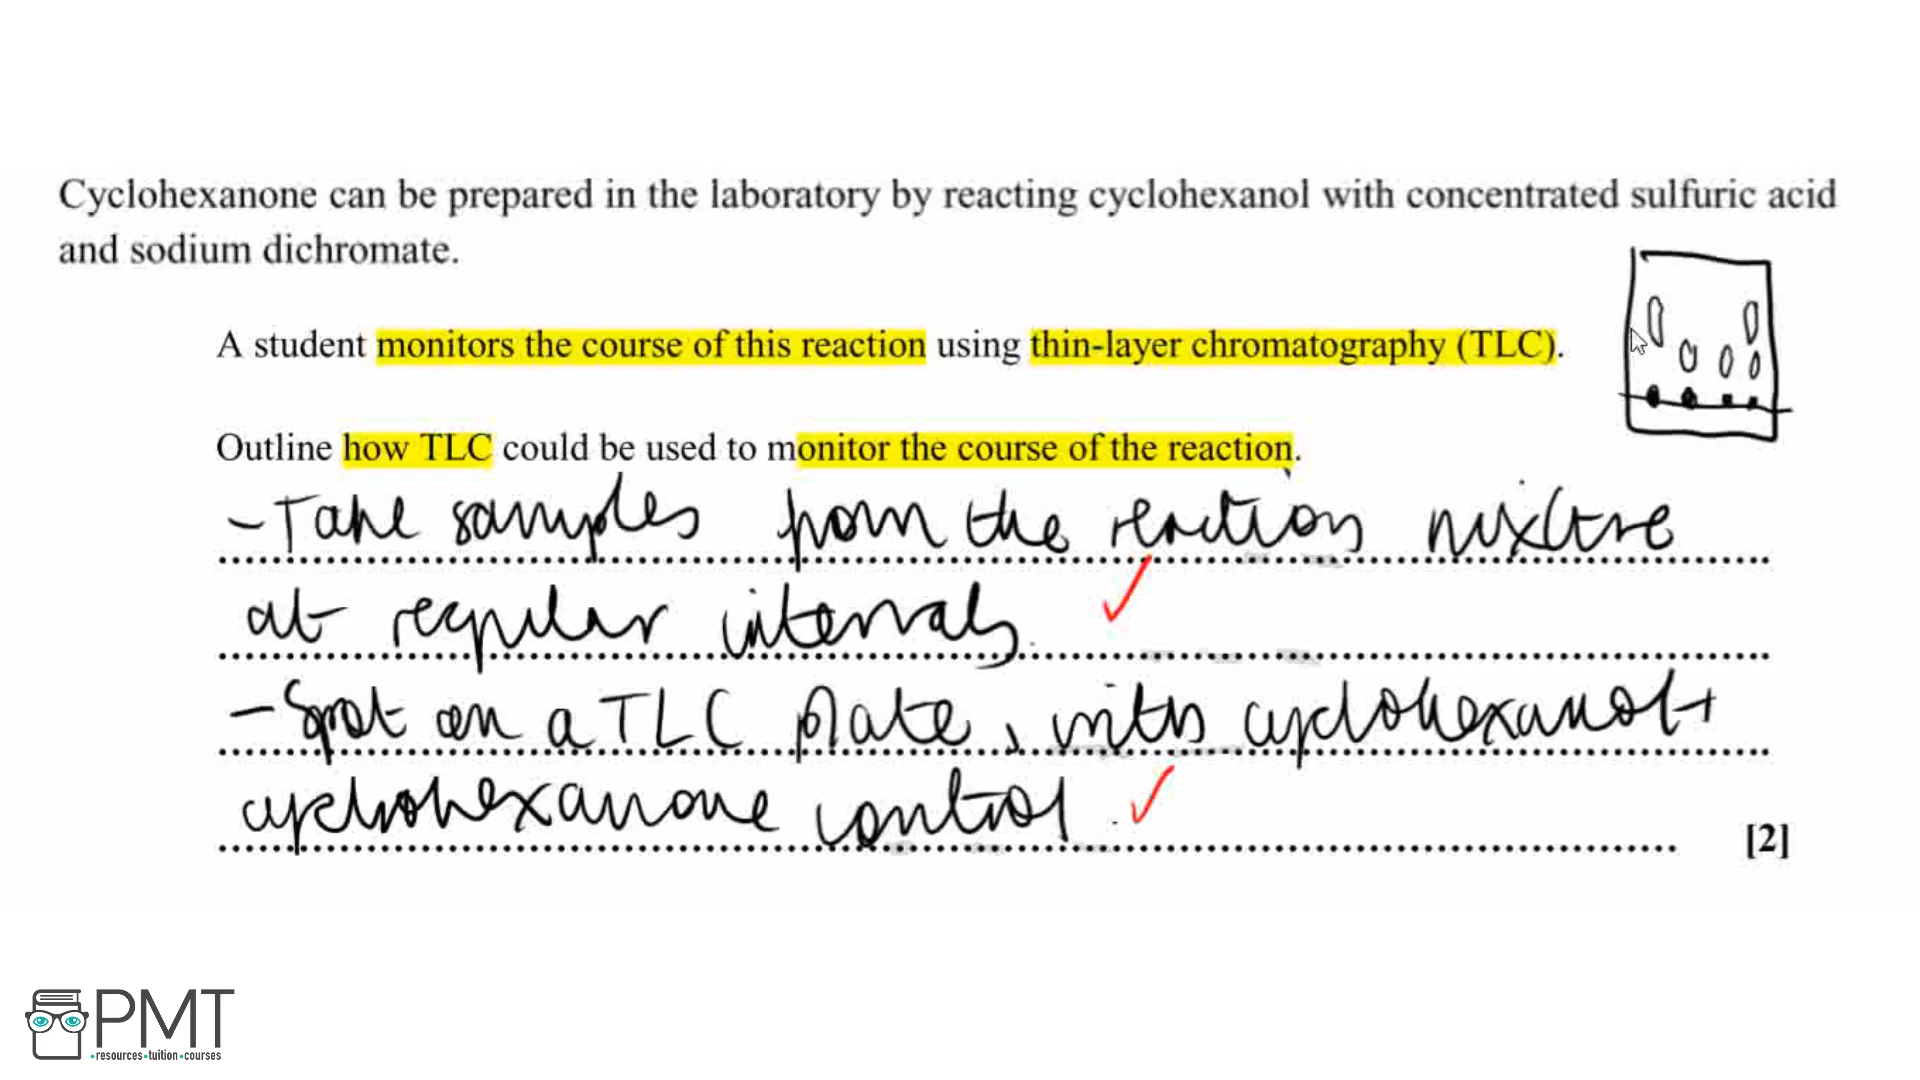 Cyclohexanone can be prepared in the laboratory by reacting cyclohexanol with concentrated sulfuric acid
and sodium dichromate.
A student monitors the course of this reaction using thin-layer chromatography (TLC).
Outline how TLC could be used to monitor the course of the reaction.
- Take samples from the reaction mixture
at regular intervals.
- Spot on a TLC plate, with cyclohexanol +
cyclohexanone control.
[2]
PMT
•resources•tuition•courses